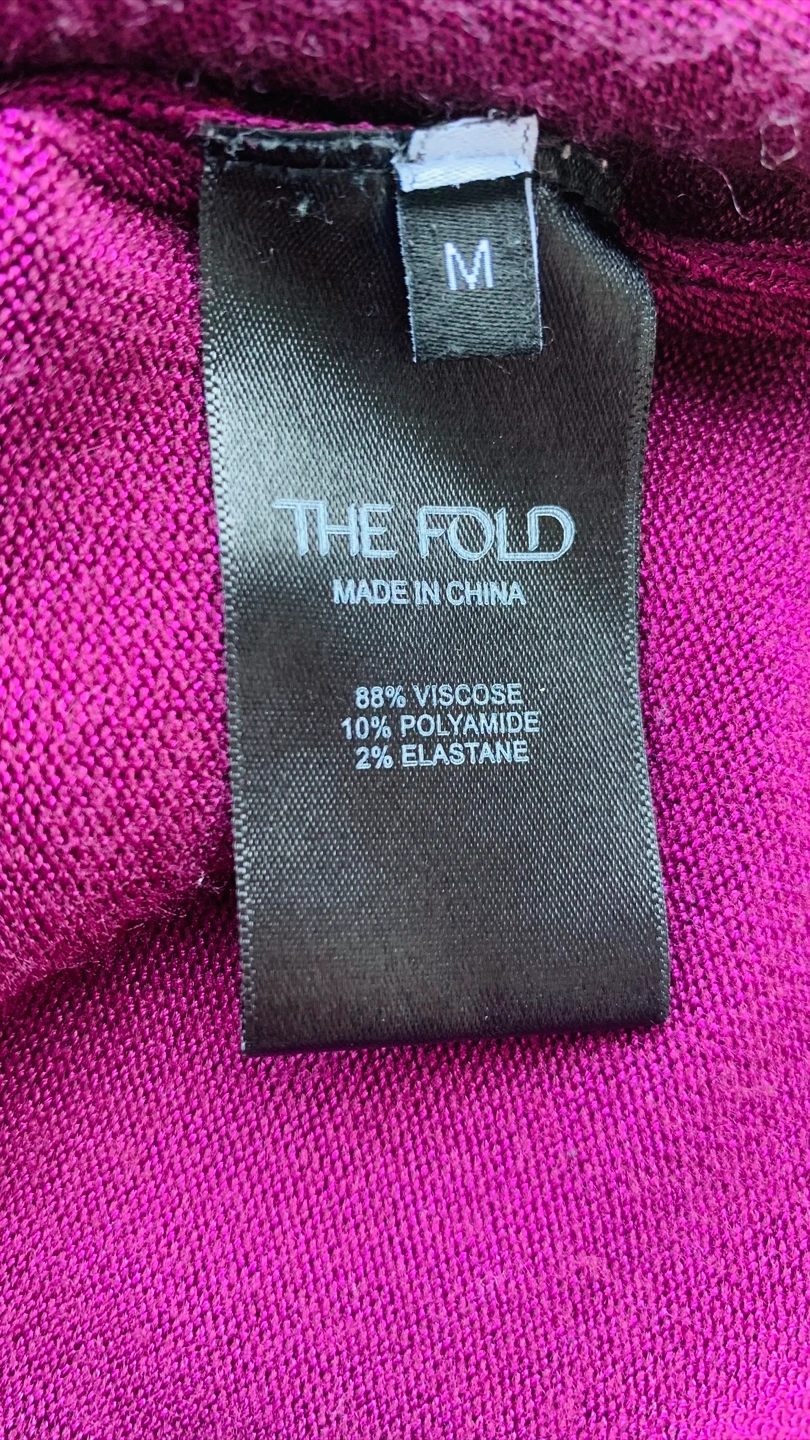 M
THE FOLD
MADE IN CHINA
88% VISCOSE
10% POLYAMIDE
2% ELASTANE